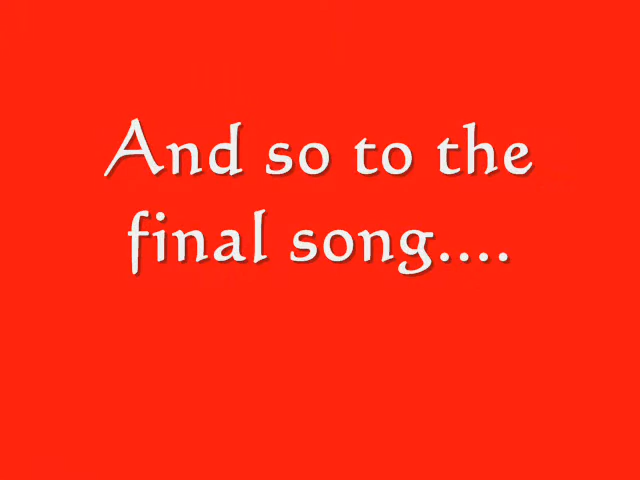 And so to the
final song....